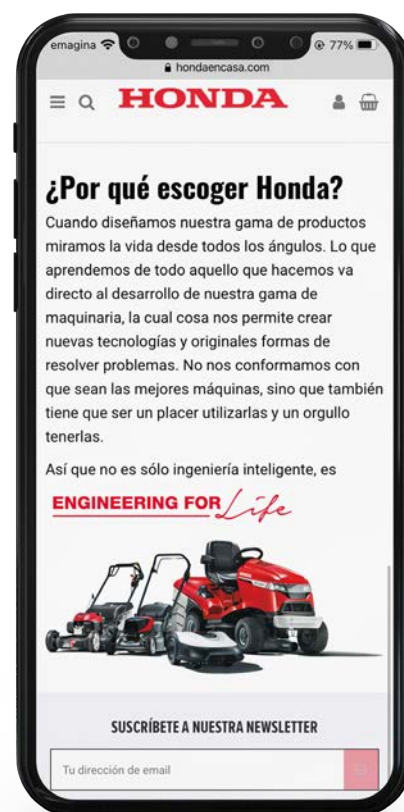 emagina 77%
hondaencasa.com
HONDA
¿Por qué escoger Honda?
Cuando diseñamos nuestra gama de productos
miramos la vida desde todos los ángulos. Lo que
aprendemos de todo aquello que hacemos va
directo al desarrollo de nuestra gama de
maquinaria, la cual cosa nos permite crear
nuevas tecnologías y originales formas de
resolver problemas. No nos conformamos con
que sean las mejores máquinas, sino que también
tiene que ser un placer utilizarlas y un orgullo
tenerlas.
Así que no es sólo ingeniería inteligente, es
ENGINEERING FOR Life
SUSCRÍBETE A NUESTRA NEWSLETTER
Tu dirección de email